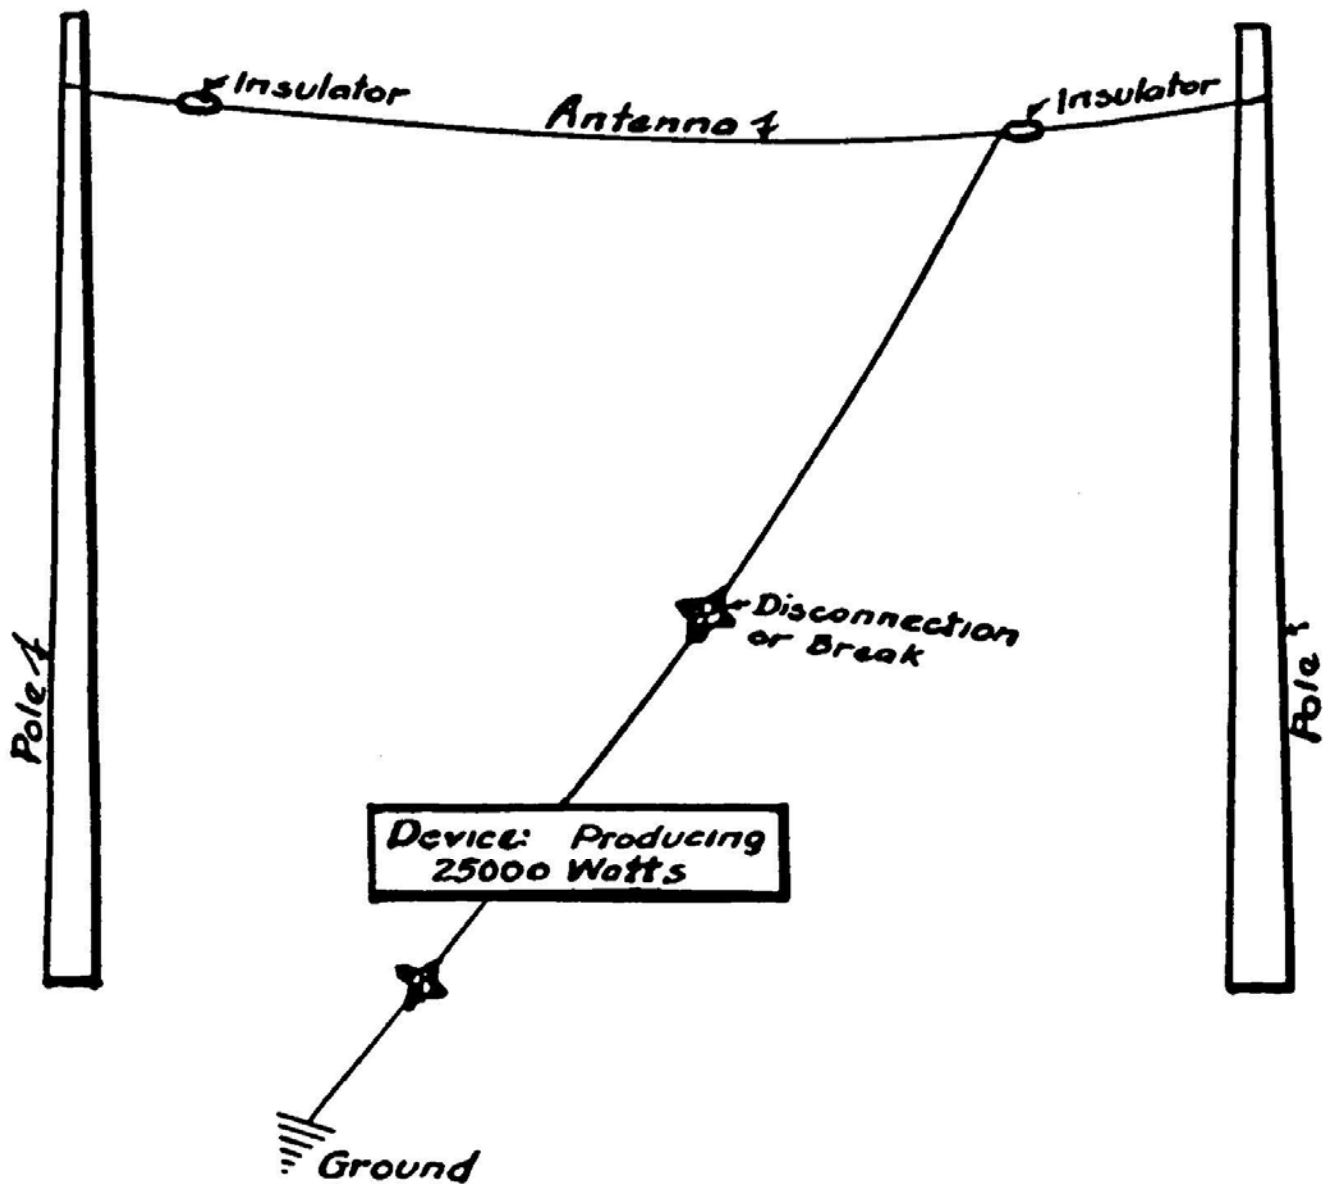 Insulator
Insulator
Antenna
Disconnection
or Break
Pole
Pole
Device: Producing
25000 Watts
Ground